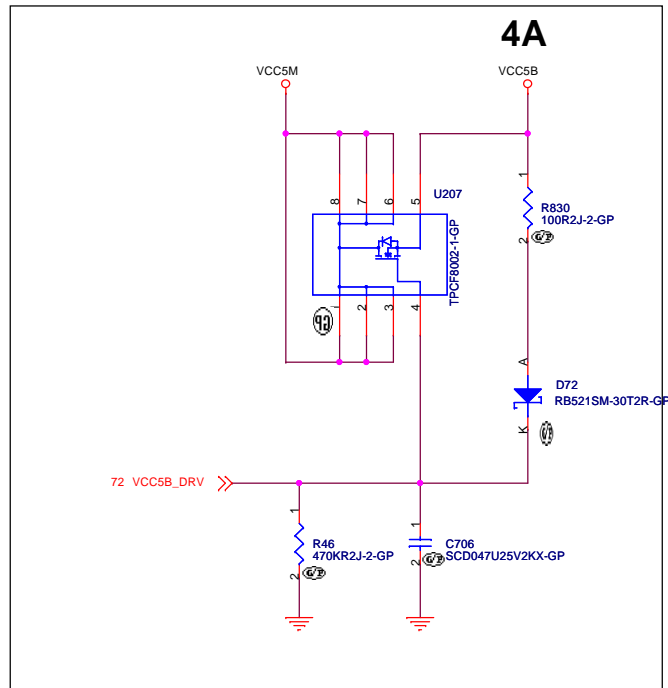 4A
VCC5M
VCC5B
8
7
6
5
U207
TPCF8002-1-GP
1
2
3
4
GP
1
R830
100R2J-2-GP
2
G/P
A
D72
RB521SM-30T2R-GP
K
G/P
72 VCC5B_DRV
1
R46
470KR2J-2-GP
2
G/P
1
C706
SCD047U25V2KX-GP
2
G/P